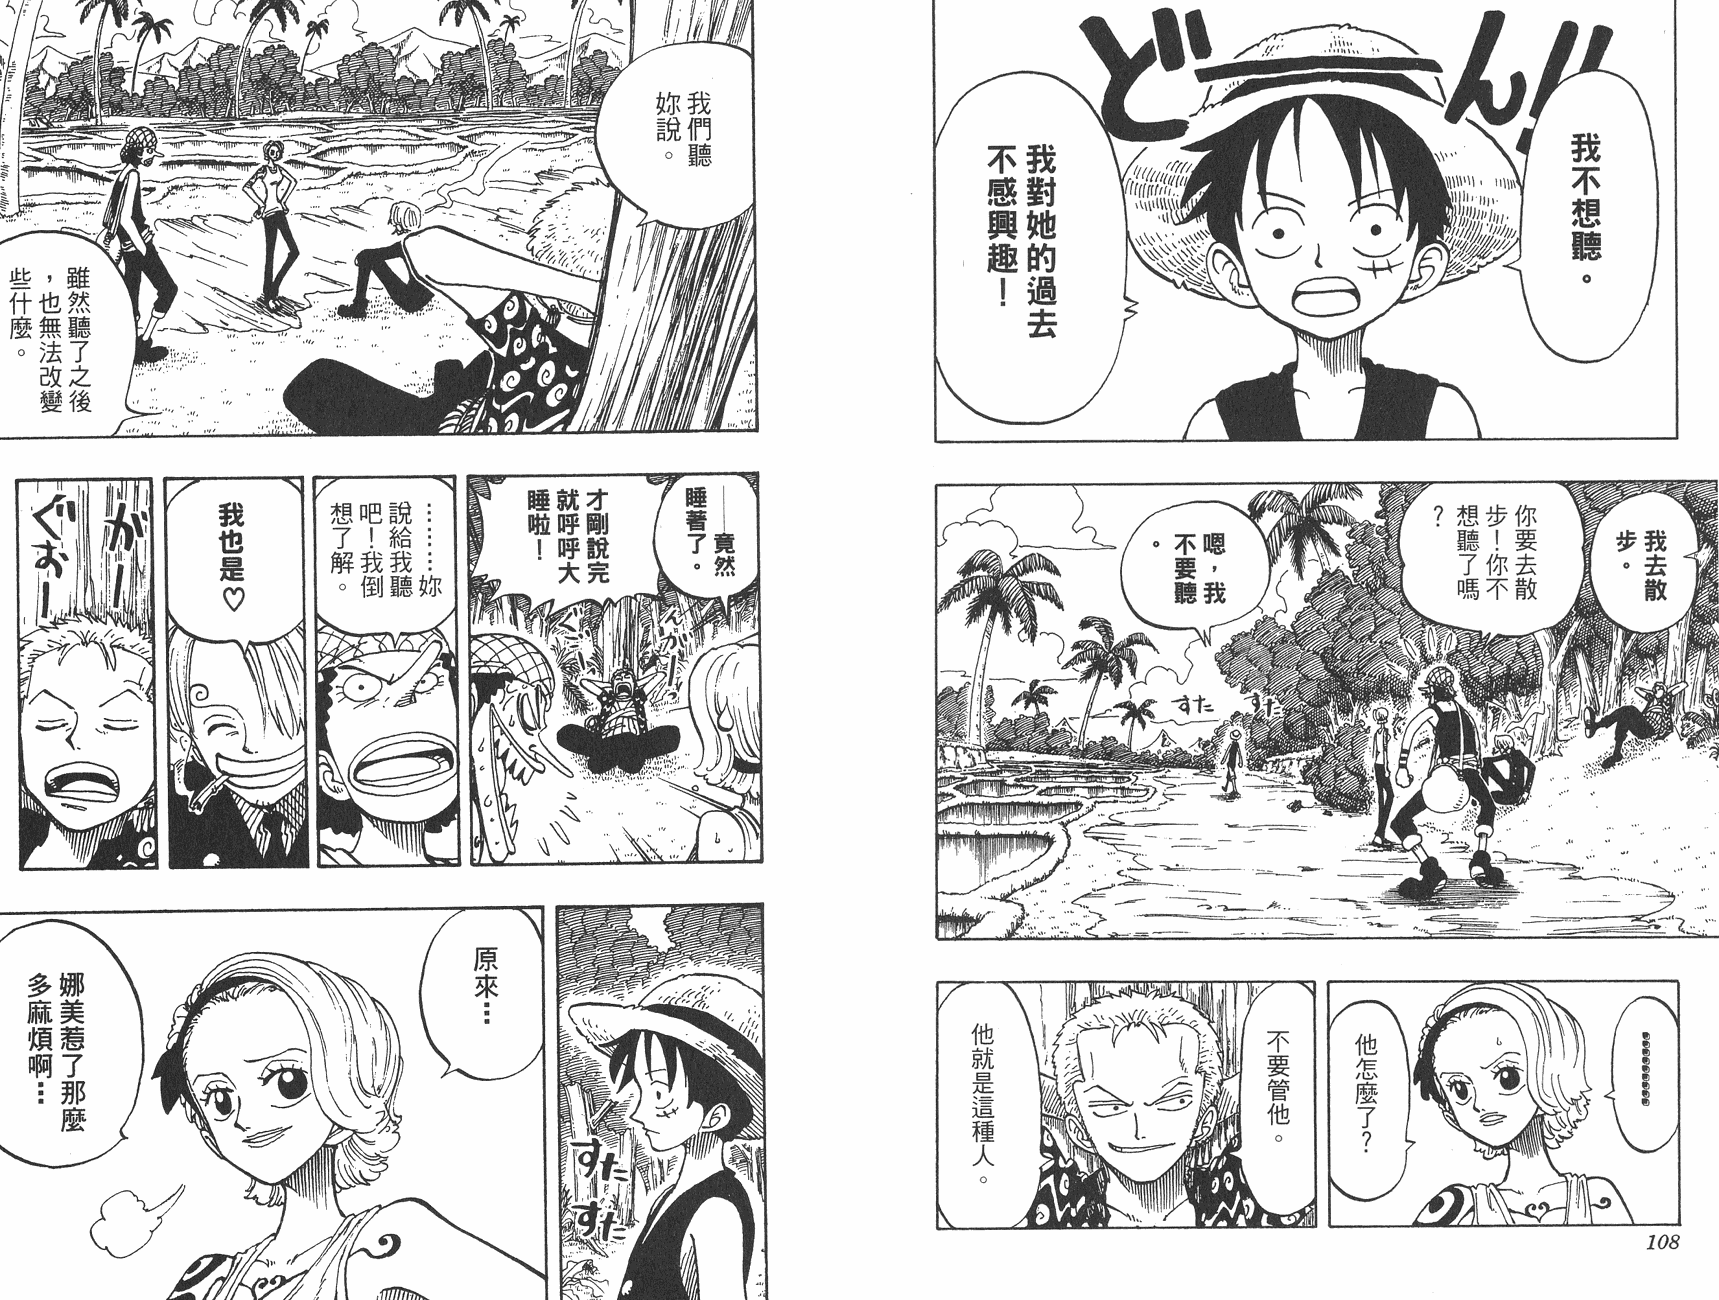 どん!!
我不想聽。
我對她的過去
不感興趣！
我去散
步。
你要去散
步！你不
想聽了嗎
？
嗯，我
不要聽
。
すた
すた
………
他怎麼了？
不要管他。
他就是這種人。
108
我們聽
妳說。
雖然聽了之後
，也無法改變
些什麼。
——竟然
睡著了。
才剛說完
就呼呼大
睡啦！
んがー
ぐぉー
………妳
說給我聽
吧！我倒
想了解。
我也是♡
がー
ぐぉー
すた
すた
原來…
娜美惹了那麼
多麻煩啊…